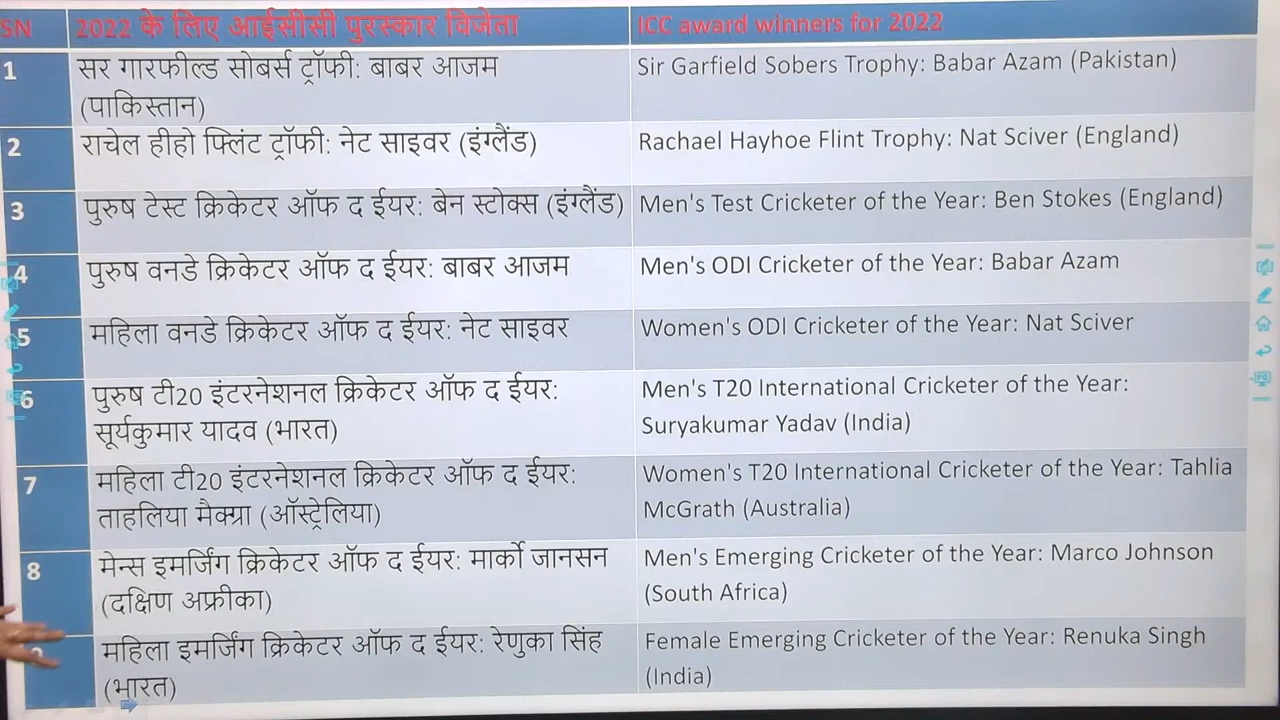 SN 2022 के लिए आईसीसी पुरस्कार विजेता ICC award winners for 2022
1 सर गारफील्ड सोबर्स ट्रॉफी: बाबर आजम Sir Garfield Sobers Trophy: Babar Azam (Pakistan)
(पाकिस्तान)
2 राचेल हीहो फ्लिंट ट्रॉफी: नेट साइवर (इंग्लैंड) Rachael Hayhoe Flint Trophy: Nat Sciver (England)
3 पुरुष टेस्ट क्रिकेटर ऑफ द ईयर: बेन स्टोक्स (इंग्लैंड) Men's Test Cricketer of the Year: Ben Stokes (England)
4 पुरुष वनडे क्रिकेटर ऑफ द ईयर: बाबर आजम Men's ODI Cricketer of the Year: Babar Azam
5 महिला वनडे क्रिकेटर ऑफ द ईयर: नेट साइवर Women's ODI Cricketer of the Year: Nat Sciver
6 पुरुष टी20 इंटरनेशनल क्रिकेटर ऑफ द ईयर: Men's T20 International Cricketer of the Year:
सूर्यकुमार यादव (भारत) Suryakumar Yadav (India)
7 महिला टी20 इंटरनेशनल क्रिकेटर ऑफ द ईयर: Women's T20 International Cricketer of the Year: Tahlia
ताहलिया मैक्ग्रा (ऑस्ट्रेलिया) McGrath (Australia)
8 मेन्स इमर्जिंग क्रिकेटर ऑफ द ईयर: मार्को जानसन Men's Emerging Cricketer of the Year: Marco Johnson
(दक्षिण अफ्रीका) (South Africa)
महिला इमर्जिंग क्रिकेटर ऑफ द ईयर: रेणुका सिंह Female Emerging Cricketer of the Year: Renuka Singh
(भारत) (India)